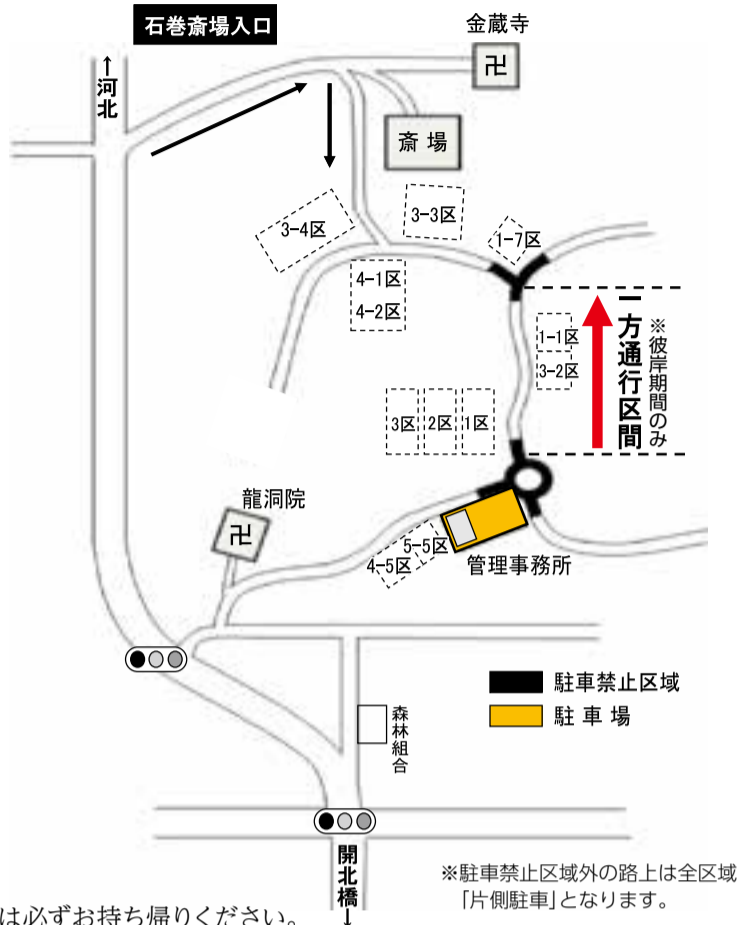 石巻斎場入口
金蔵寺
卍
↑河北
斎場
3-4区
3-3区
1-7区
4-1区
4-2区
1-1区
3-2区
一方通行区間
※彼岸期間のみ
3区
2区
1区
龍洞院
卍
5-5区
4-5区
管理事務所
駐車禁止区域
駐車場
森林組合
開北橋↓
※駐車禁止区域外の路上は全区域
「片側駐車」となります。
は必ずお持ち帰りください。